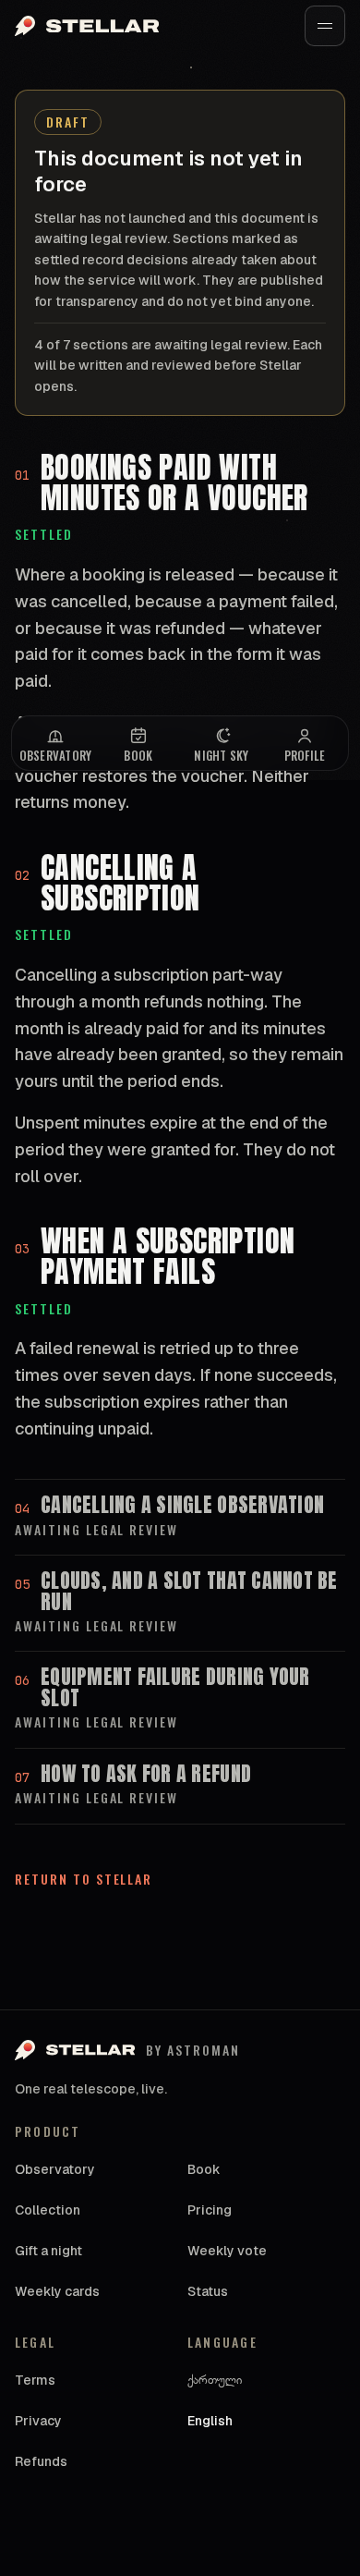 STELLAR
DRAFT
This document is not yet in
force
Stellar has not launched and this document is
awaiting legal review. Sections marked as
settled record decisions already taken about
how the service will work. They are published
for transparency and do not yet bind anyone.
4 of 7 sections are awaiting legal review. Each
will be written and reviewed before Stellar
opens.
01 BOOKINGS PAID WITH
MINUTES OR A VOUCHER
SETTLED
Where a booking is released — because it
was cancelled, because a payment failed,
or because it was refunded — whatever
paid for it comes back in the form it was
paid.
OBSERVATORY BOOK NIGHT SKY PROFILE
voucher restores the voucher. Neither
returns money.
02 CANCELLING A
SUBSCRIPTION
SETTLED
Cancelling a subscription part-way
through a month refunds nothing. The
month is already paid for and its minutes
have already been granted, so they remain
yours until the period ends.
Unspent minutes expire at the end of the
period they were granted for. They do not
roll over.
03 WHEN A SUBSCRIPTION
PAYMENT FAILS
SETTLED
A failed renewal is retried up to three
times over seven days. If none succeeds,
the subscription expires rather than
continuing unpaid.
04 CANCELLING A SINGLE OBSERVATION
AWAITING LEGAL REVIEW
05 CLOUDS, AND A SLOT THAT CANNOT BE
RUN
AWAITING LEGAL REVIEW
06 EQUIPMENT FAILURE DURING YOUR
SLOT
AWAITING LEGAL REVIEW
07 HOW TO ASK FOR A REFUND
AWAITING LEGAL REVIEW
RETURN TO STELLAR
STELLAR BY ASTROMAN
One real telescope, live.
PRODUCT
Observatory Book
Collection Pricing
Gift a night Weekly vote
Weekly cards Status
LEGAL LANGUAGE
Terms ქართული
Privacy English
Refunds